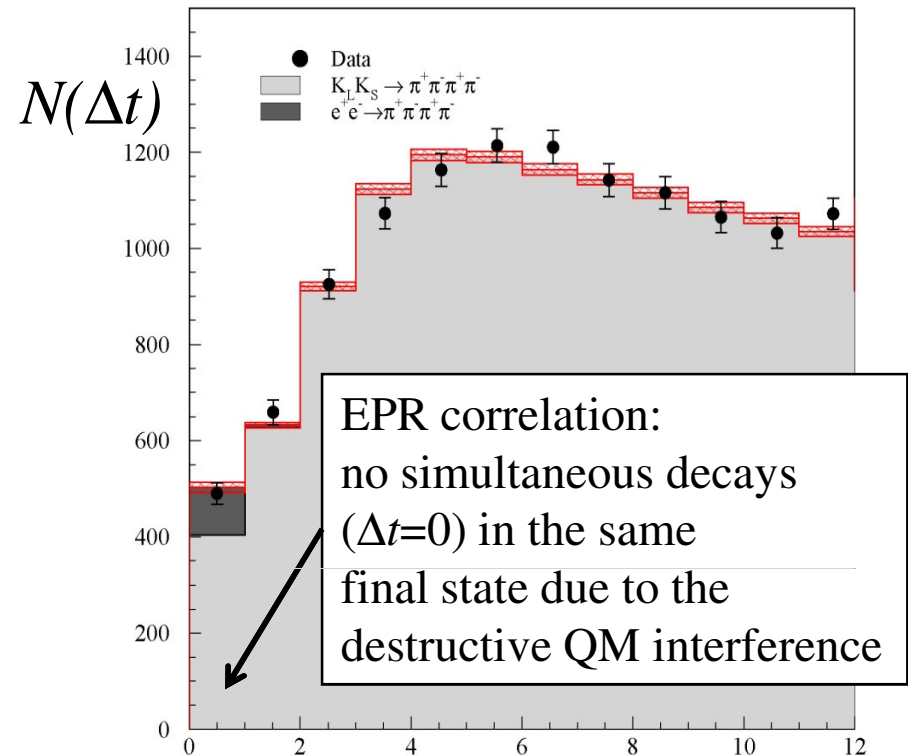 1400
1200
1000
800
600
400
200
0
N(Δt)
Data
K_L K_S → π⁺π⁻π⁺π⁻
e⁺e⁻→π⁺π⁻π⁺π⁻
EPR correlation:
no simultaneous decays
(Δt=0) in the same
final state due to the
destructive QM interference
0 2 4 6 8 10 12